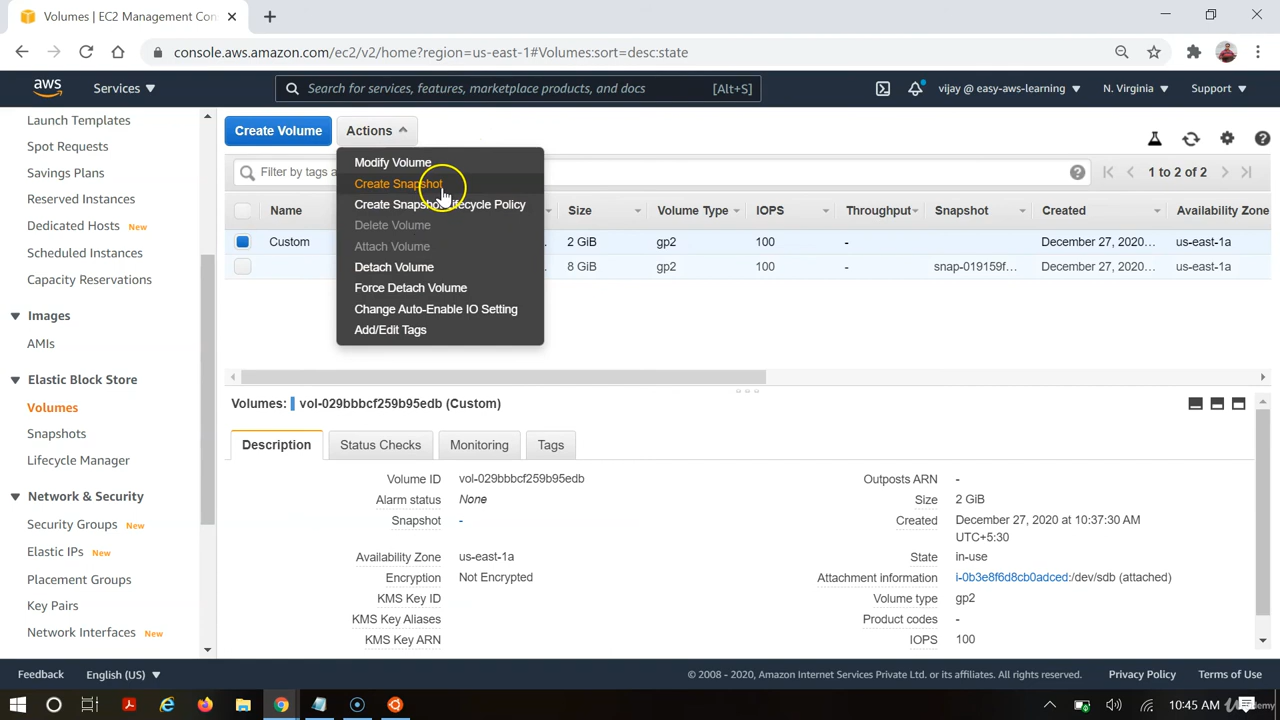 Volumes | EC2 Management Con
console.aws.amazon.com/ec2/v2/home?region=us-east-1#Volumes:sort=desc:state
aws
Services
Search for services, features, marketplace products, and docs
[Alt+S]
vijay @ easy-aws-learning
N. Virginia
Support
Launch Templates
Spot Requests
Savings Plans
Reserved Instances
Dedicated Hosts New
Scheduled Instances
Capacity Reservations
Images
AMIs
Elastic Block Store
Volumes
Snapshots
Lifecycle Manager
Network & Security
Security Groups New
Elastic IPs New
Placement Groups
Key Pairs
Network Interfaces New
Create Volume
Actions
Filter by tags a
1 to 2 of 2
Modify Volume
Create Snapshot
Create Snapshot Lifecycle Policy
Delete Volume
Attach Volume
Detach Volume
Force Detach Volume
Change Auto-Enable IO Setting
Add/Edit Tags
Name Size Volume Type IOPS Throughput Snapshot Created Availability Zone
Custom 2 GiB gp2 100 - December 27, 2020... us-east-1a
8 GiB gp2 100 - snap-019159f... December 27, 2020... us-east-1a
Volumes: vol-029bbbcf259b95edb (Custom)
Description Status Checks Monitoring Tags
Volume ID vol-029bbbcf259b95edb
Alarm status None
Snapshot -
Availability Zone us-east-1a
Encryption Not Encrypted
KMS Key ID
KMS Key Aliases
KMS Key ARN
Outposts ARN -
Size 2 GiB
Created December 27, 2020 at 10:37:30 AM
UTC+5:30
State in-use
Attachment information i-0b3e8f6d8cb0adced:/dev/sdb (attached)
Volume type gp2
Product codes -
IOPS 100
Feedback
English (US)
© 2008 - 2020, Amazon Internet Services Private Ltd. or its affiliates. All rights reserved.
Privacy Policy
Terms of Use
10:45 AM